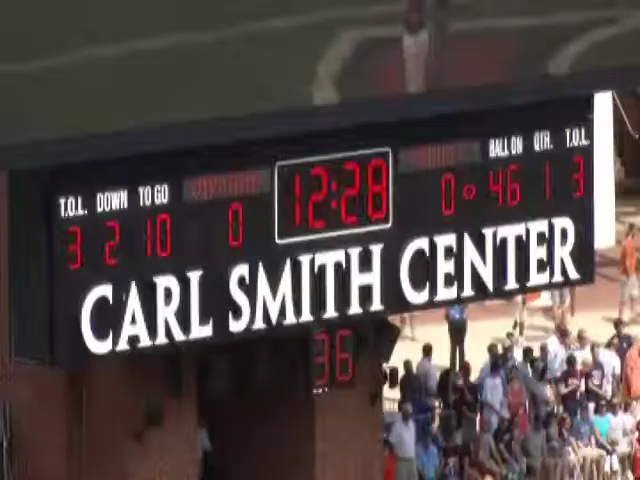 T.O.L. DOWN TO GO 12:28 BALL ON QTR. T.O.L.
3 2 10 0 0 46 1 3
CARL SMITH CENTER
36